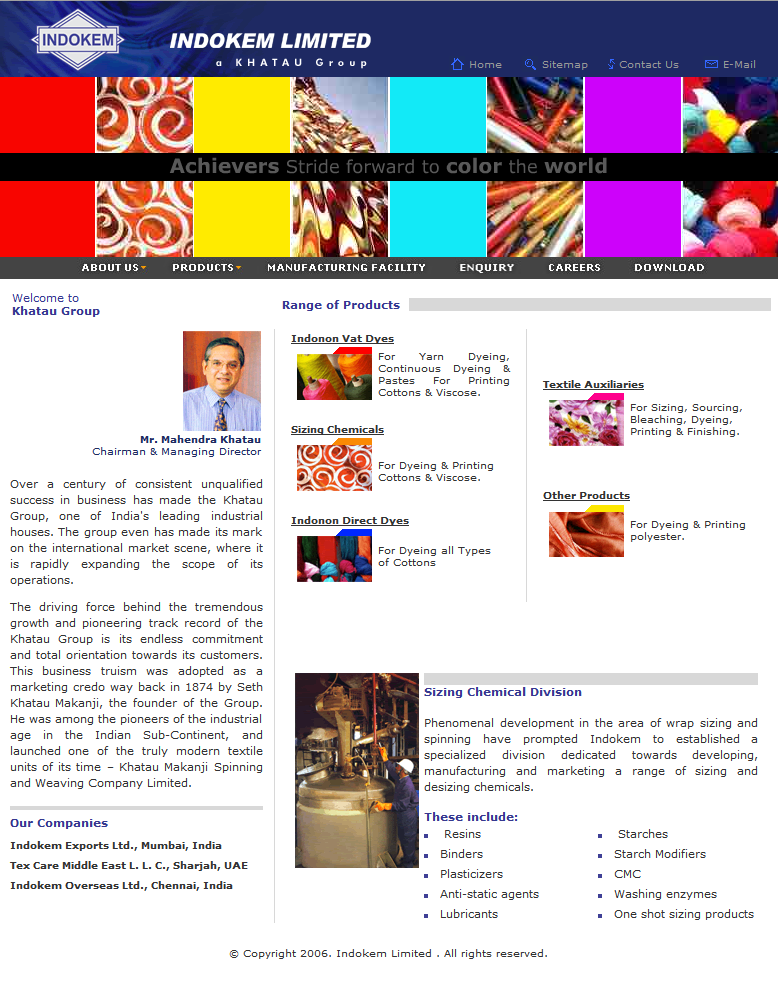 INDOKEM
INDOKEM LIMITED
a KHATAU Group
Home Sitemap Contact Us E-Mail
Achievers Stride forward to color the world
ABOUT US PRODUCTS MANUFACTURING FACILITY ENQUIRY CAREERS DOWNLOAD
Welcome to
Khatau Group
Mr. Mahendra Khatau
Chairman & Managing Director
Over a century of consistent unqualified
success in business has made the Khatau
Group, one of India's leading industrial
houses. The group even has made its mark
on the international market scene, where it
is rapidly expanding the scope of its
operations.
The driving force behind the tremendous
growth and pioneering track record of the
Khatau Group is its endless commitment
and total orientation towards its customers.
This business truism was adopted as a
marketing credo way back in 1874 by Seth
Khatau Makanji, the founder of the Group.
He was among the pioneers of the industrial
age in the Indian Sub-Continent, and
launched one of the truly modern textile
units of its time – Khatau Makanji Spinning
and Weaving Company Limited.
Our Companies
Indokem Exports Ltd., Mumbai, India
Tex Care Middle East L. L. C., Sharjah, UAE
Indokem Overseas Ltd., Chennai, India
Range of Products
Indonon Vat Dyes
For Yarn Dyeing,
Continuous Dyeing &
Pastes For Printing
Cottons & Viscose.
Sizing Chemicals
For Dyeing & Printing
Cottons & Viscose.
Indonon Direct Dyes
For Dyeing all Types
of Cottons
Textile Auxiliaries
For Sizing, Sourcing,
Bleaching, Dyeing,
Printing & Finishing.
Other Products
For Dyeing & Printing
polyester.
Sizing Chemical Division
Phenomenal development in the area of wrap sizing and
spinning have prompted Indokem to established a
specialized division dedicated towards developing,
manufacturing and marketing a range of sizing and
desizing chemicals.
These include:
Resins
Binders
Plasticizers
Anti-static agents
Lubricants
Starches
Starch Modifiers
CMC
Washing enzymes
One shot sizing products
© Copyright 2006. Indokem Limited . All rights reserved.